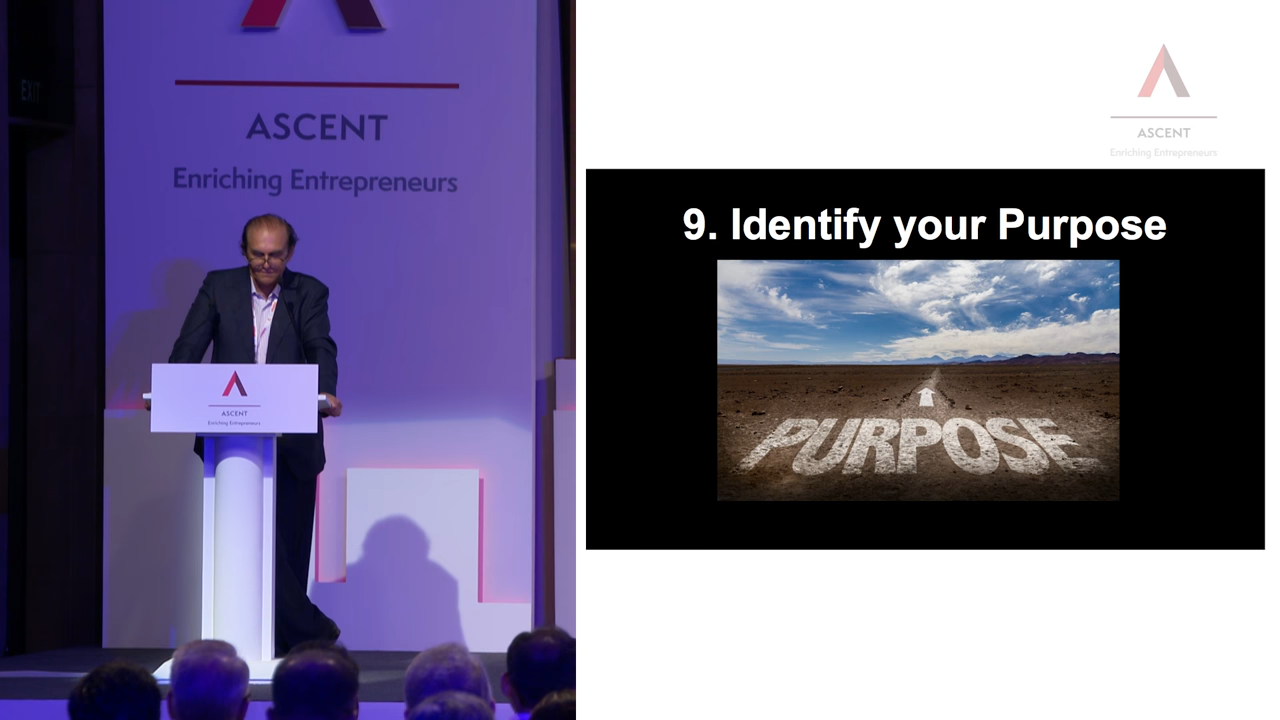 EXIT
ASCENT
Enriching Entrepreneurs
ASCENT
Enriching Entrepreneurs
ASCENT
Enriching Entrepreneurs
9. Identify your Purpose
PURPOSE